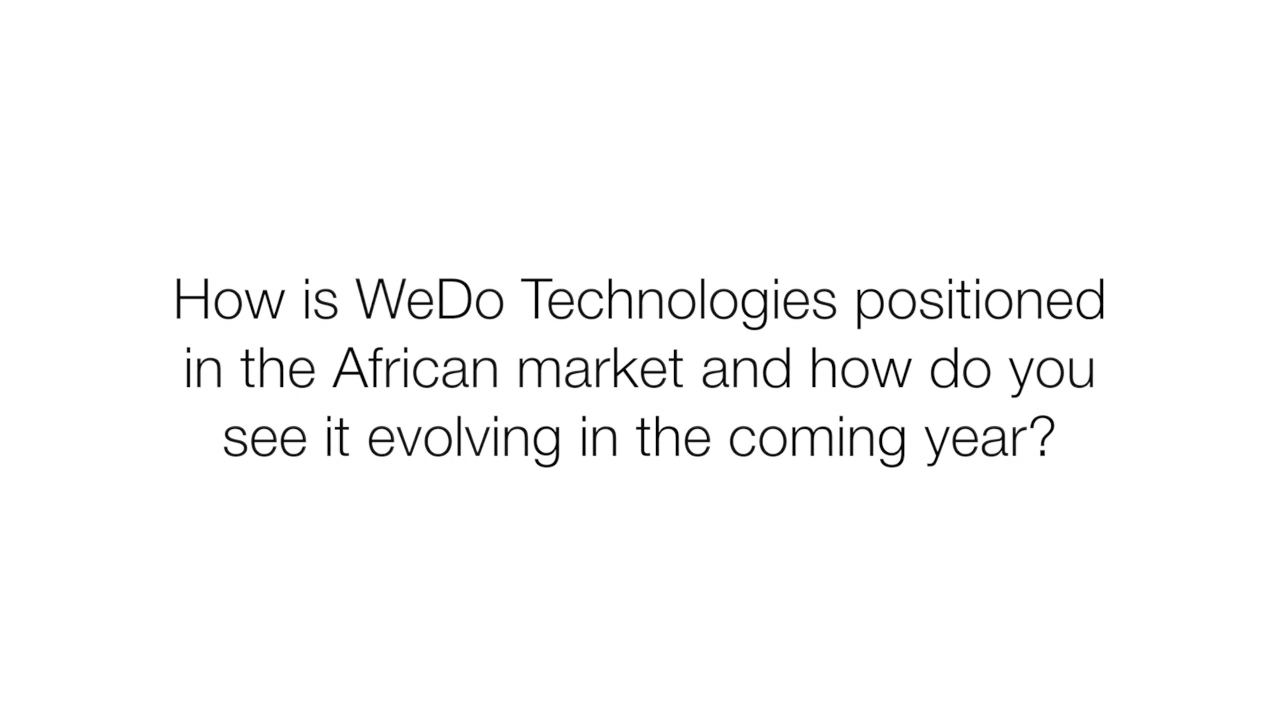 How is WeDo Technologies positioned
in the African market and how do you
see it evolving in the coming year?